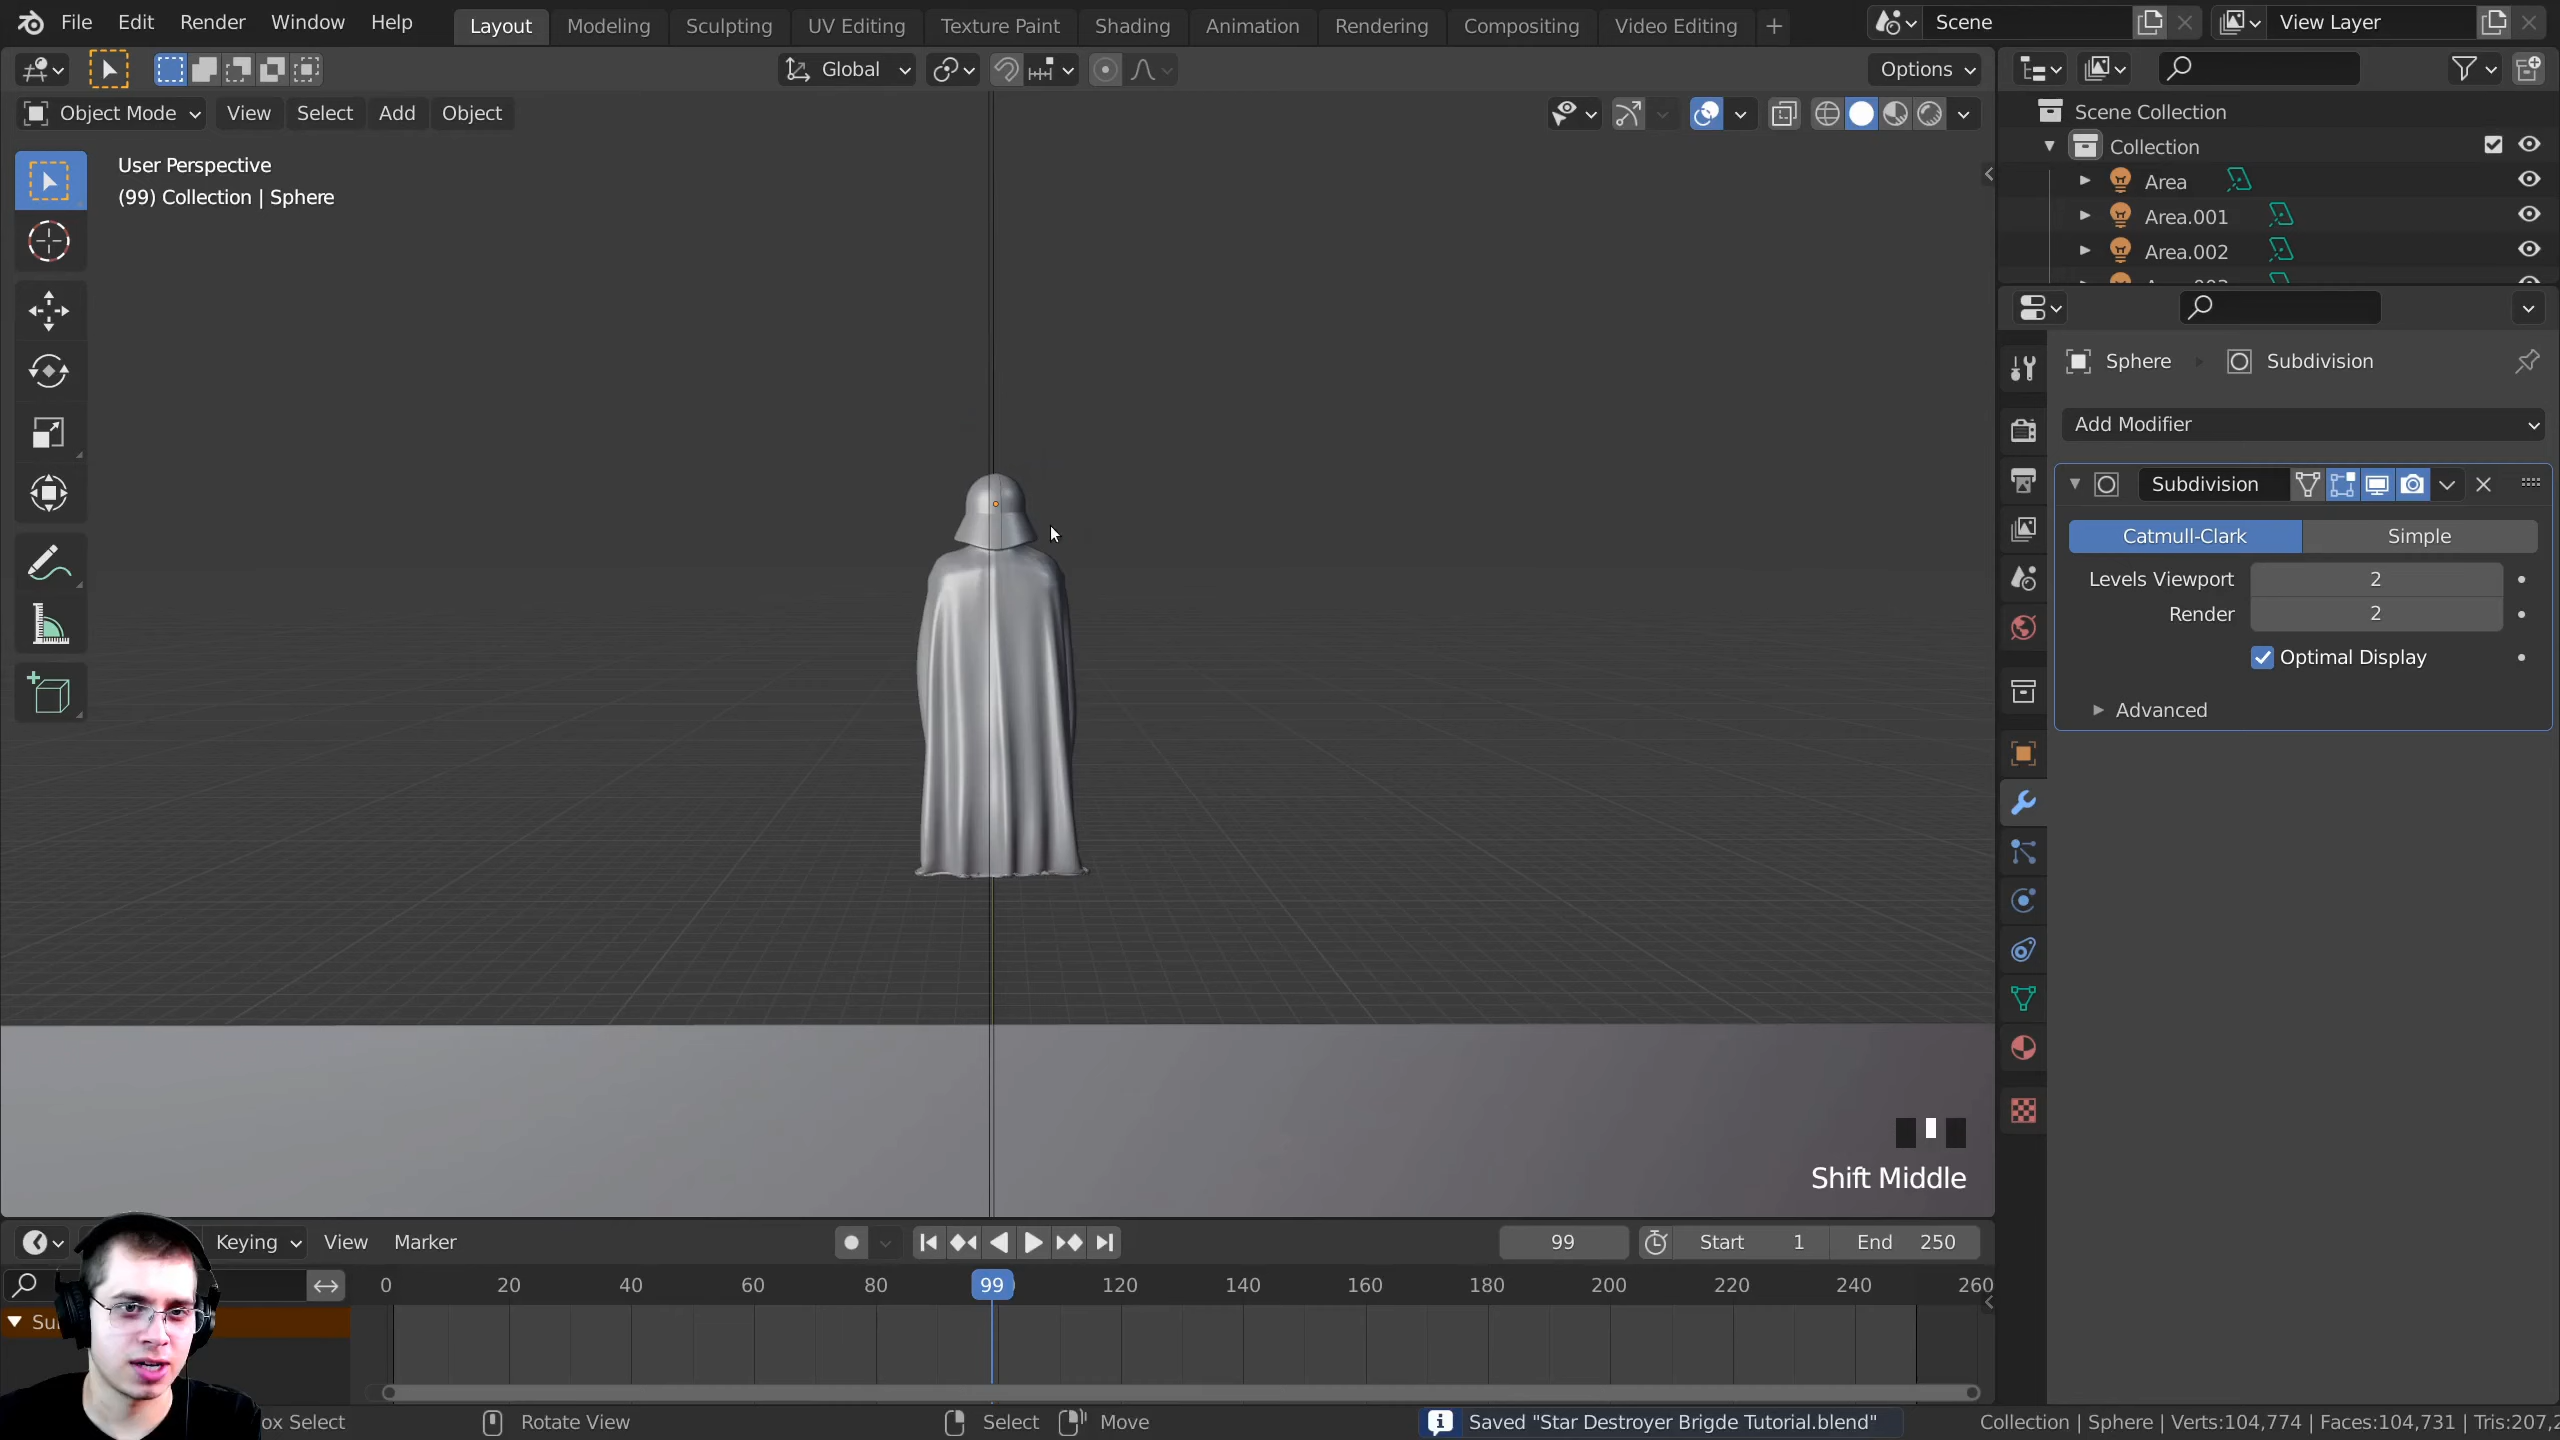 File Edit Render Window Help Layout Modeling Sculpting UV Editing Texture Paint Shading Animation Rendering Compositing Video Editing + Scene View Layer
Global Options
Object Mode View Select Add Object
User Perspective
(99) Collection | Sphere
Scene Collection
Collection
Area
Area.001
Area.002
Sphere Subdivision
Add Modifier
Subdivision
Catmull-Clark Simple
Levels Viewport 2
Render 2
Optimal Display
Advanced
Shift Middle
Keying View Marker 99 Start 1 End 250
0 20 40 60 80 99 120 140 160 180 200 220 240 260
Su
ox Select Rotate View Select Move Saved "Star Destroyer Brigde Tutorial.blend" Collection | Sphere | Verts:104,774 | Faces:104,731 | Tris:207,2